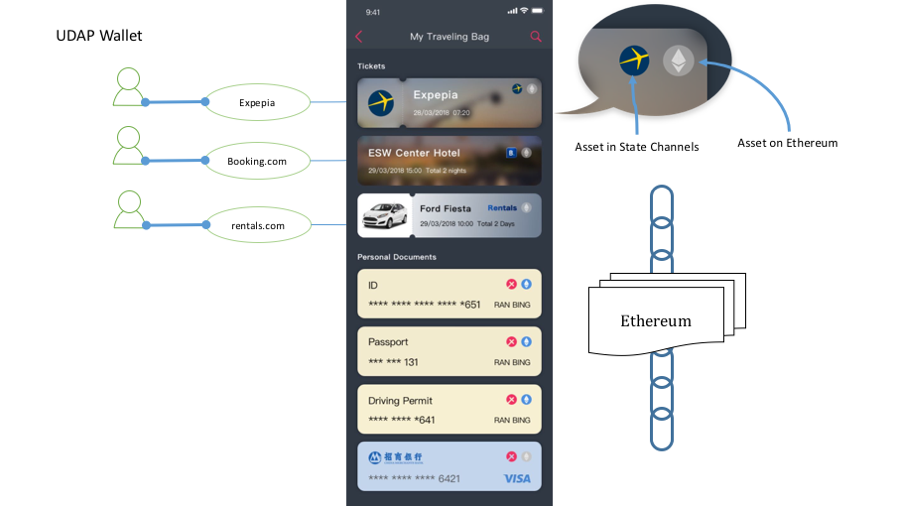 UDAP Wallet
Expepia
Booking.com
rentals.com
9:41
My Traveling Bag
Tickets
Expepia
28/03/2018 07:20
ESW Center Hotel
B.
29/03/2018 15:00 Total 2 nights
Ford Fiesta
Rentals
29/03/2018 10:00 Total 2 Days
Personal Documents
ID
**** **** **** **** *651
RAN BING
Passport
*** *** 131
RAN BING
Driving Permit
**** **** *641
RAN BING
招商银行
**** **** **** 6421
VISA
Asset in State Channels
Asset on Ethereum
Ethereum